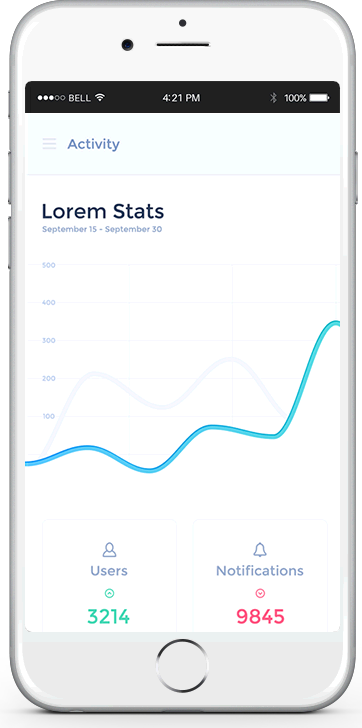 BELL 4:21 PM 100%
Activity
Lorem Stats
September 15 - September 30
500
400
300
200
100
Users Notifications
3214 9845